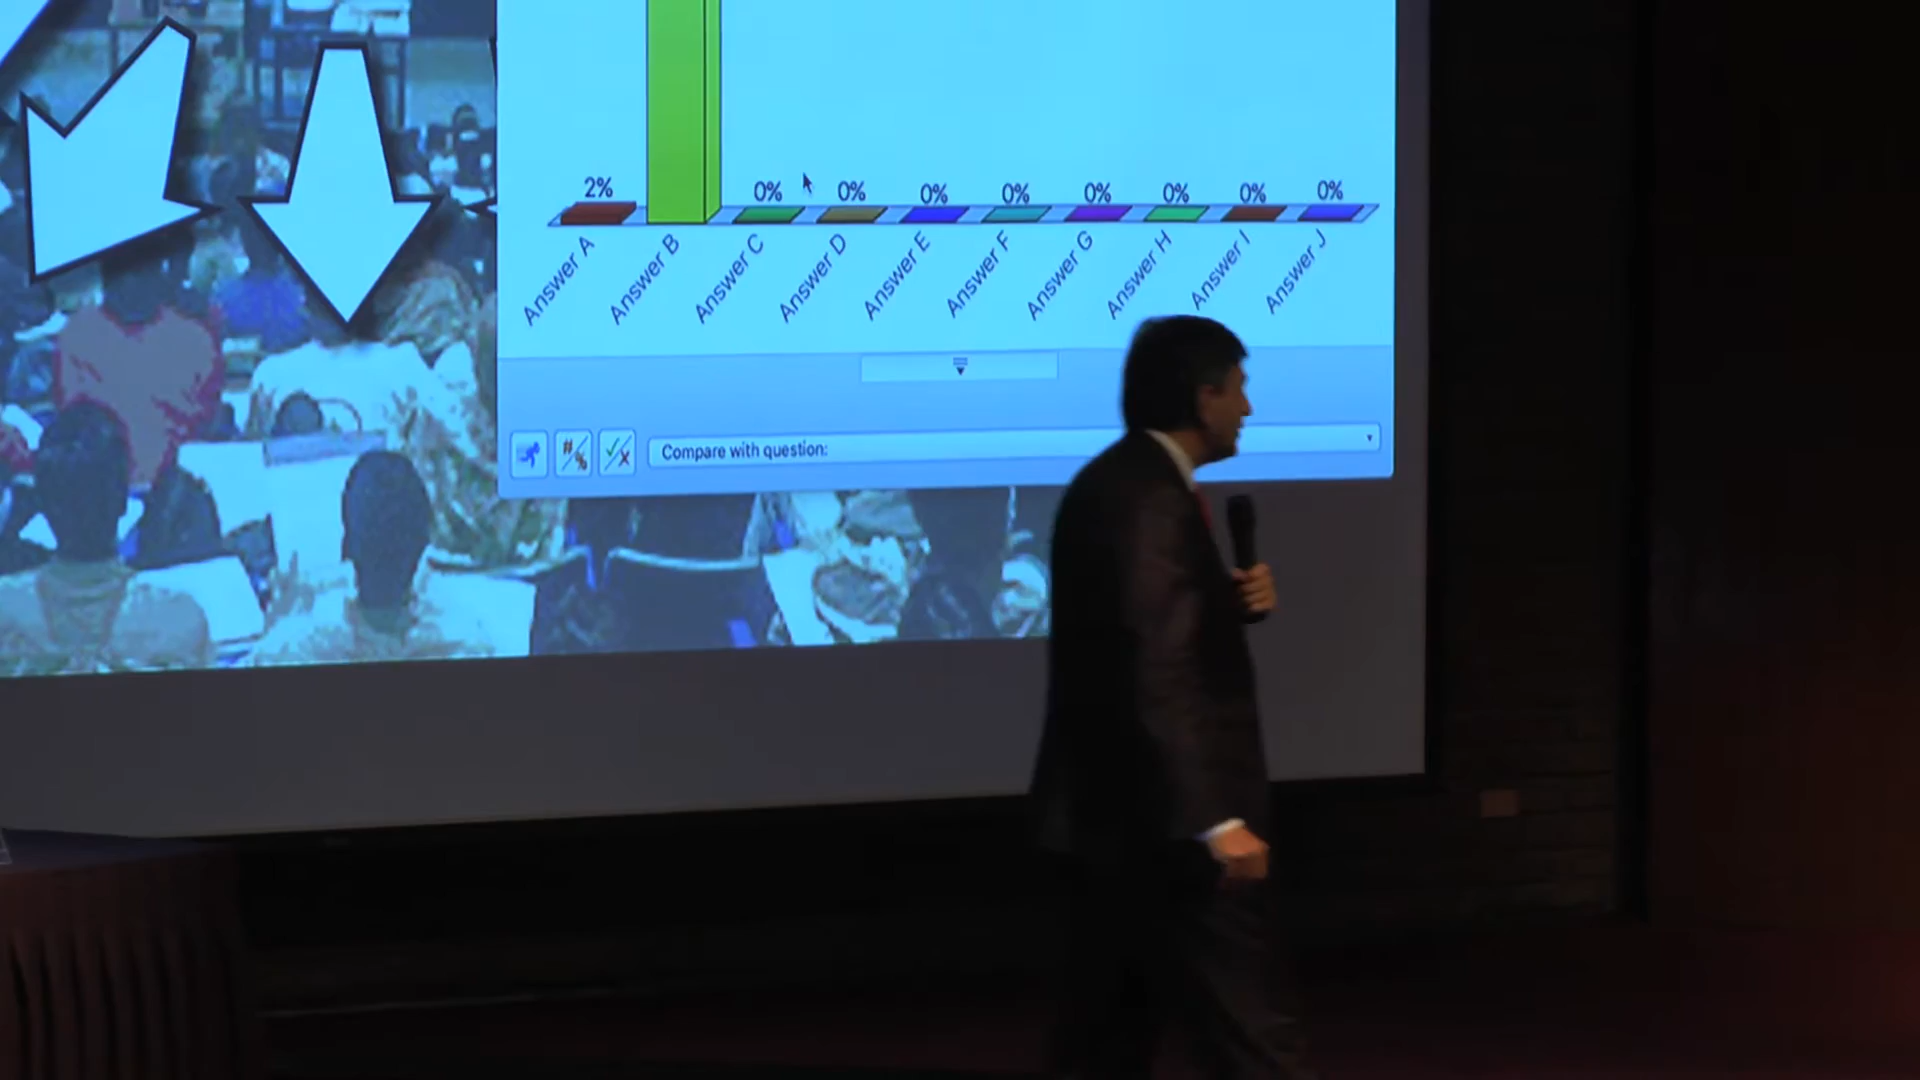 2%
0%
0%
0%
0%
0%
0%
0%
0%
Answer A
Answer B
Answer C
Answer D
Answer E
Answer F
Answer G
Answer H
Answer I
Answer J
#/%
Compare with question: